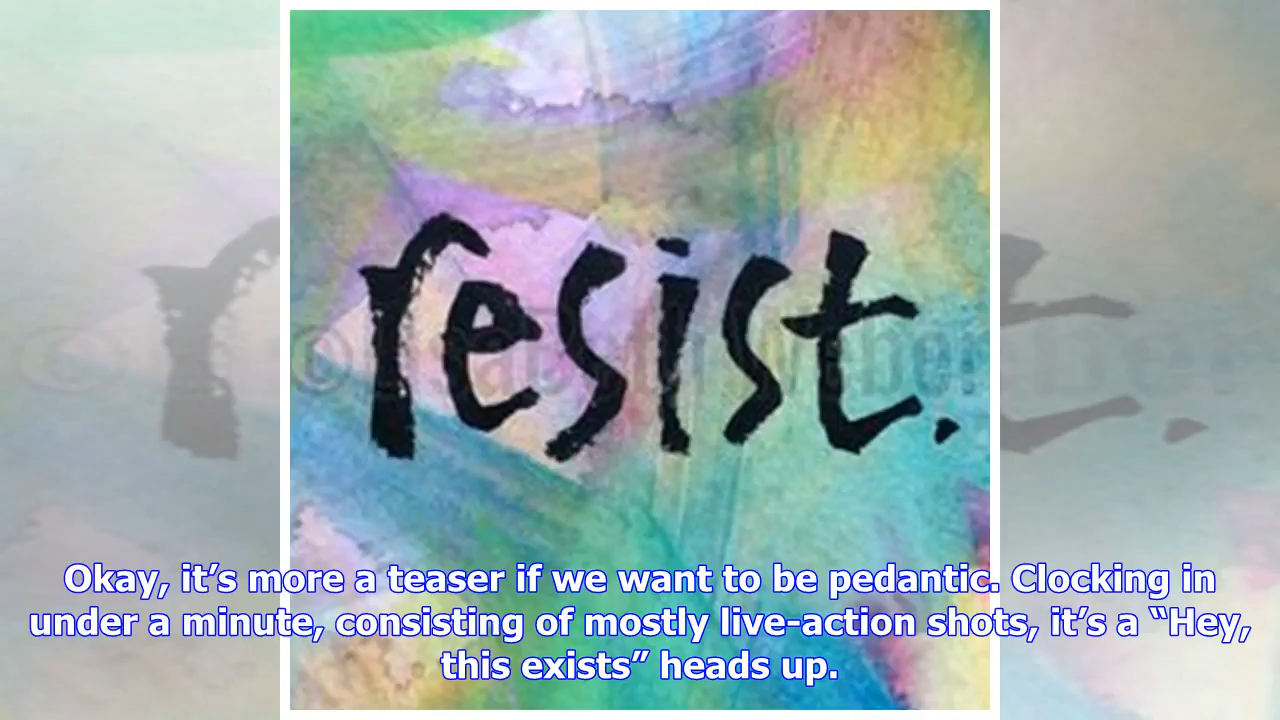 resist.
Okay, it’s more a teaser if we want to be pedantic. Clocking in
under a minute, consisting of mostly live-action shots, it’s a “Hey,
this exists” heads up.